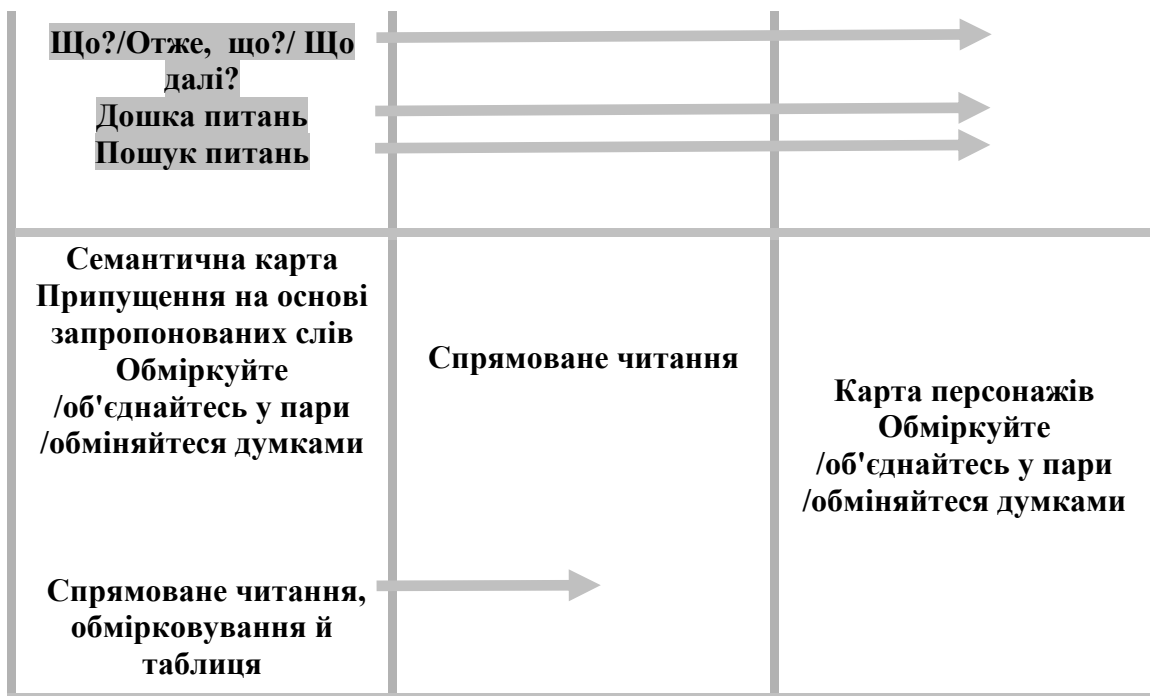 Що?/Отже, що?/ Що
далі?
Дошка питань
Пошук питань
Семантична карта
Припущення на основі
запропонованих слів
Обміркуйте
/об'єднайтесь у пари
/обміняйтеся думками
Спрямоване читання,
обмірковування й
таблиця
Спрямоване читання
Карта персонажів
Обміркуйте
/об'єднайтесь у пари
/обміняйтеся думками